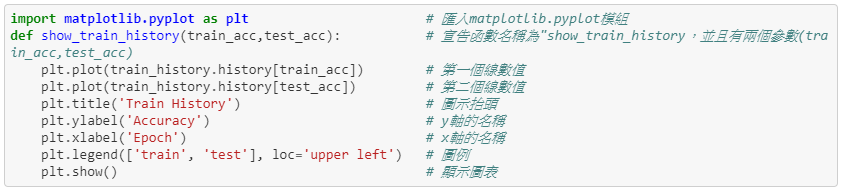 import matplotlib.pyplot as plt # 匯入matplotlib.pyplot模組
def show_train_history(train_acc,test_acc): # 宣告函數名稱為"show_train_history，並且有兩個參數(tra
in_acc,test_acc)
plt.plot(train_history.history[train_acc]) # 第一個線數值
plt.plot(train_history.history[test_acc]) # 第二個線數值
plt.title('Train History') # 圖示抬頭
plt.ylabel('Accuracy') # y軸的名稱
plt.xlabel('Epoch') # x軸的名稱
plt.legend(['train', 'test'], loc='upper left') # 圖例
plt.show() # 顯示圖表